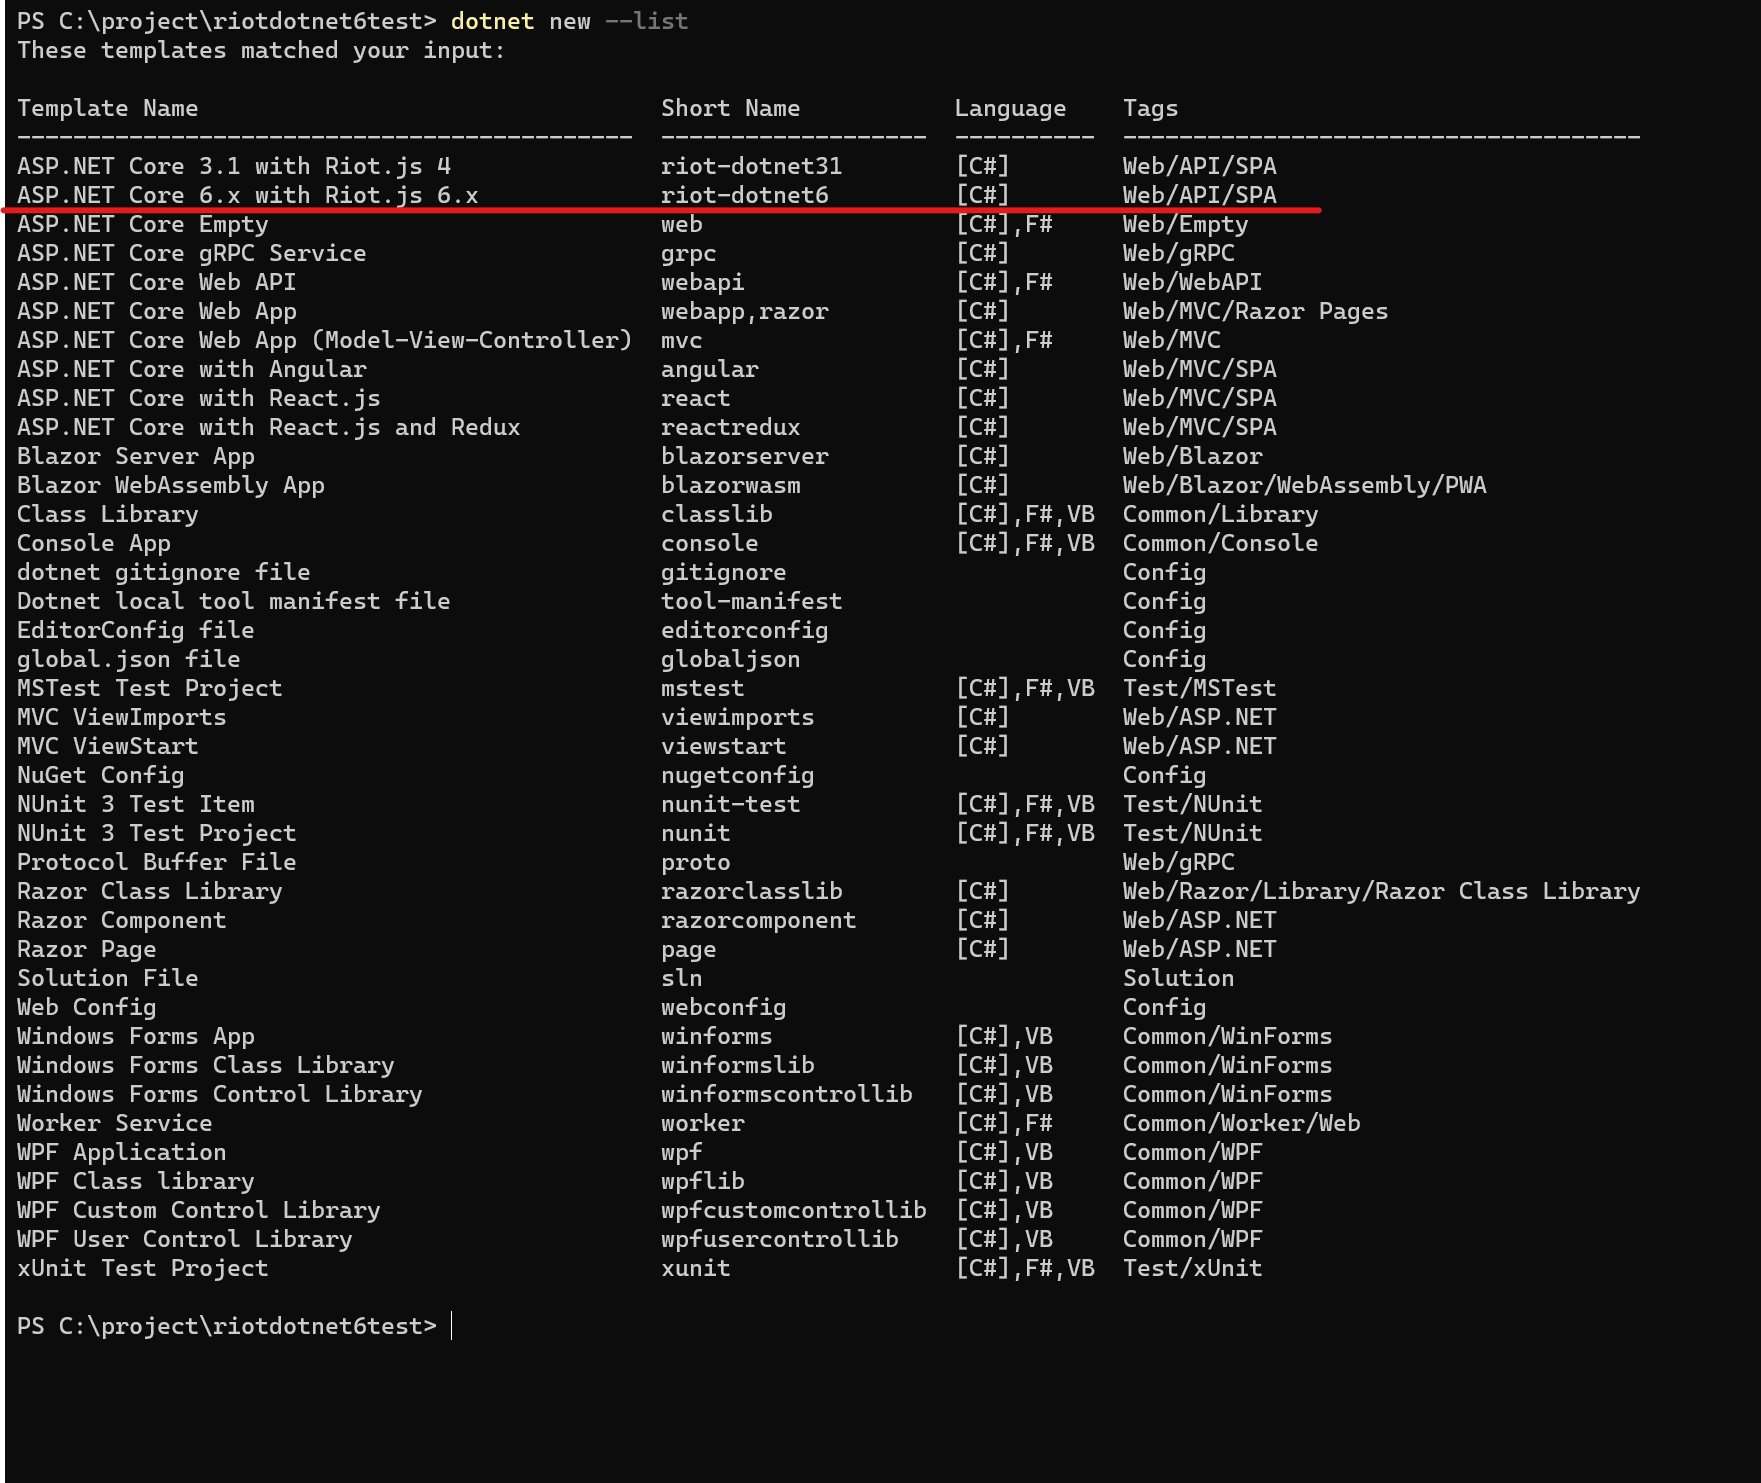 PS C:\project\riotdotnet6test> dotnet new --list
These templates matched your input:
Template Name                                 Short Name           Language    Tags
--------------------------------------------  -------------------  ----------  -------------------------------------
ASP.NET Core 3.1 with Riot.js 4               riot-dotnet31        [C#]        Web/API/SPA
ASP.NET Core 6.x with Riot.js 6.x             riot-dotnet6         [C#]        Web/API/SPA
ASP.NET Core Empty                            web                  [C#],F#     Web/Empty
ASP.NET Core gRPC Service                     grpc                 [C#]        Web/gRPC
ASP.NET Core Web API                          webapi               [C#],F#     Web/WebAPI
ASP.NET Core Web App                          webapp,razor         [C#]        Web/MVC/Razor Pages
ASP.NET Core Web App (Model-View-Controller)  mvc                  [C#],F#     Web/MVC
ASP.NET Core with Angular                     angular              [C#]        Web/MVC/SPA
ASP.NET Core with React.js                    react                [C#]        Web/MVC/SPA
ASP.NET Core with React.js and Redux          reactredux           [C#]        Web/MVC/SPA
Blazor Server App                             blazorserver         [C#]        Web/Blazor
Blazor WebAssembly App                        blazorwasm           [C#]        Web/Blazor/WebAssembly/PWA
Class Library                                 classlib             [C#],F#,VB  Common/Library
Console App                                   console              [C#],F#,VB  Common/Console
dotnet gitignore file                         gitignore                        Config
Dotnet local tool manifest file               tool-manifest                    Config
EditorConfig file                             editorconfig                     Config
global.json file                              globaljson                       Config
MSTest Test Project                           mstest               [C#],F#,VB  Test/MSTest
MVC ViewImports                               viewimports          [C#]        Web/ASP.NET
MVC ViewStart                                 viewstart            [C#]        Web/ASP.NET
NuGet Config                                  nugetconfig                      Config
NUnit 3 Test Item                             nunit-test           [C#],F#,VB  Test/NUnit
NUnit 3 Test Project                          nunit                [C#],F#,VB  Test/NUnit
Protocol Buffer File                          proto                            Web/gRPC
Razor Class Library                           razorclasslib        [C#]        Web/Razor/Library/Razor Class Library
Razor Component                               razorcomponent       [C#]        Web/ASP.NET
Razor Page                                    page                 [C#]        Web/ASP.NET
Solution File                                 sln                              Solution
Web Config                                    webconfig                        Config
Windows Forms App                             winforms             [C#],VB     Common/WinForms
Windows Forms Class Library                   winformslib          [C#],VB     Common/WinForms
Windows Forms Control Library                 winformscontrollib   [C#],VB     Common/WinForms
Worker Service                                worker               [C#],F#     Common/Worker/Web
WPF Application                               wpf                  [C#],VB     Common/WPF
WPF Class library                             wpflib               [C#],VB     Common/WPF
WPF Custom Control Library                    wpfcustomcontrollib  [C#],VB     Common/WPF
WPF User Control Library                      wpfusercontrollib    [C#],VB     Common/WPF
xUnit Test Project                            xunit                [C#],F#,VB  Test/xUnit
PS C:\project\riotdotnet6test>